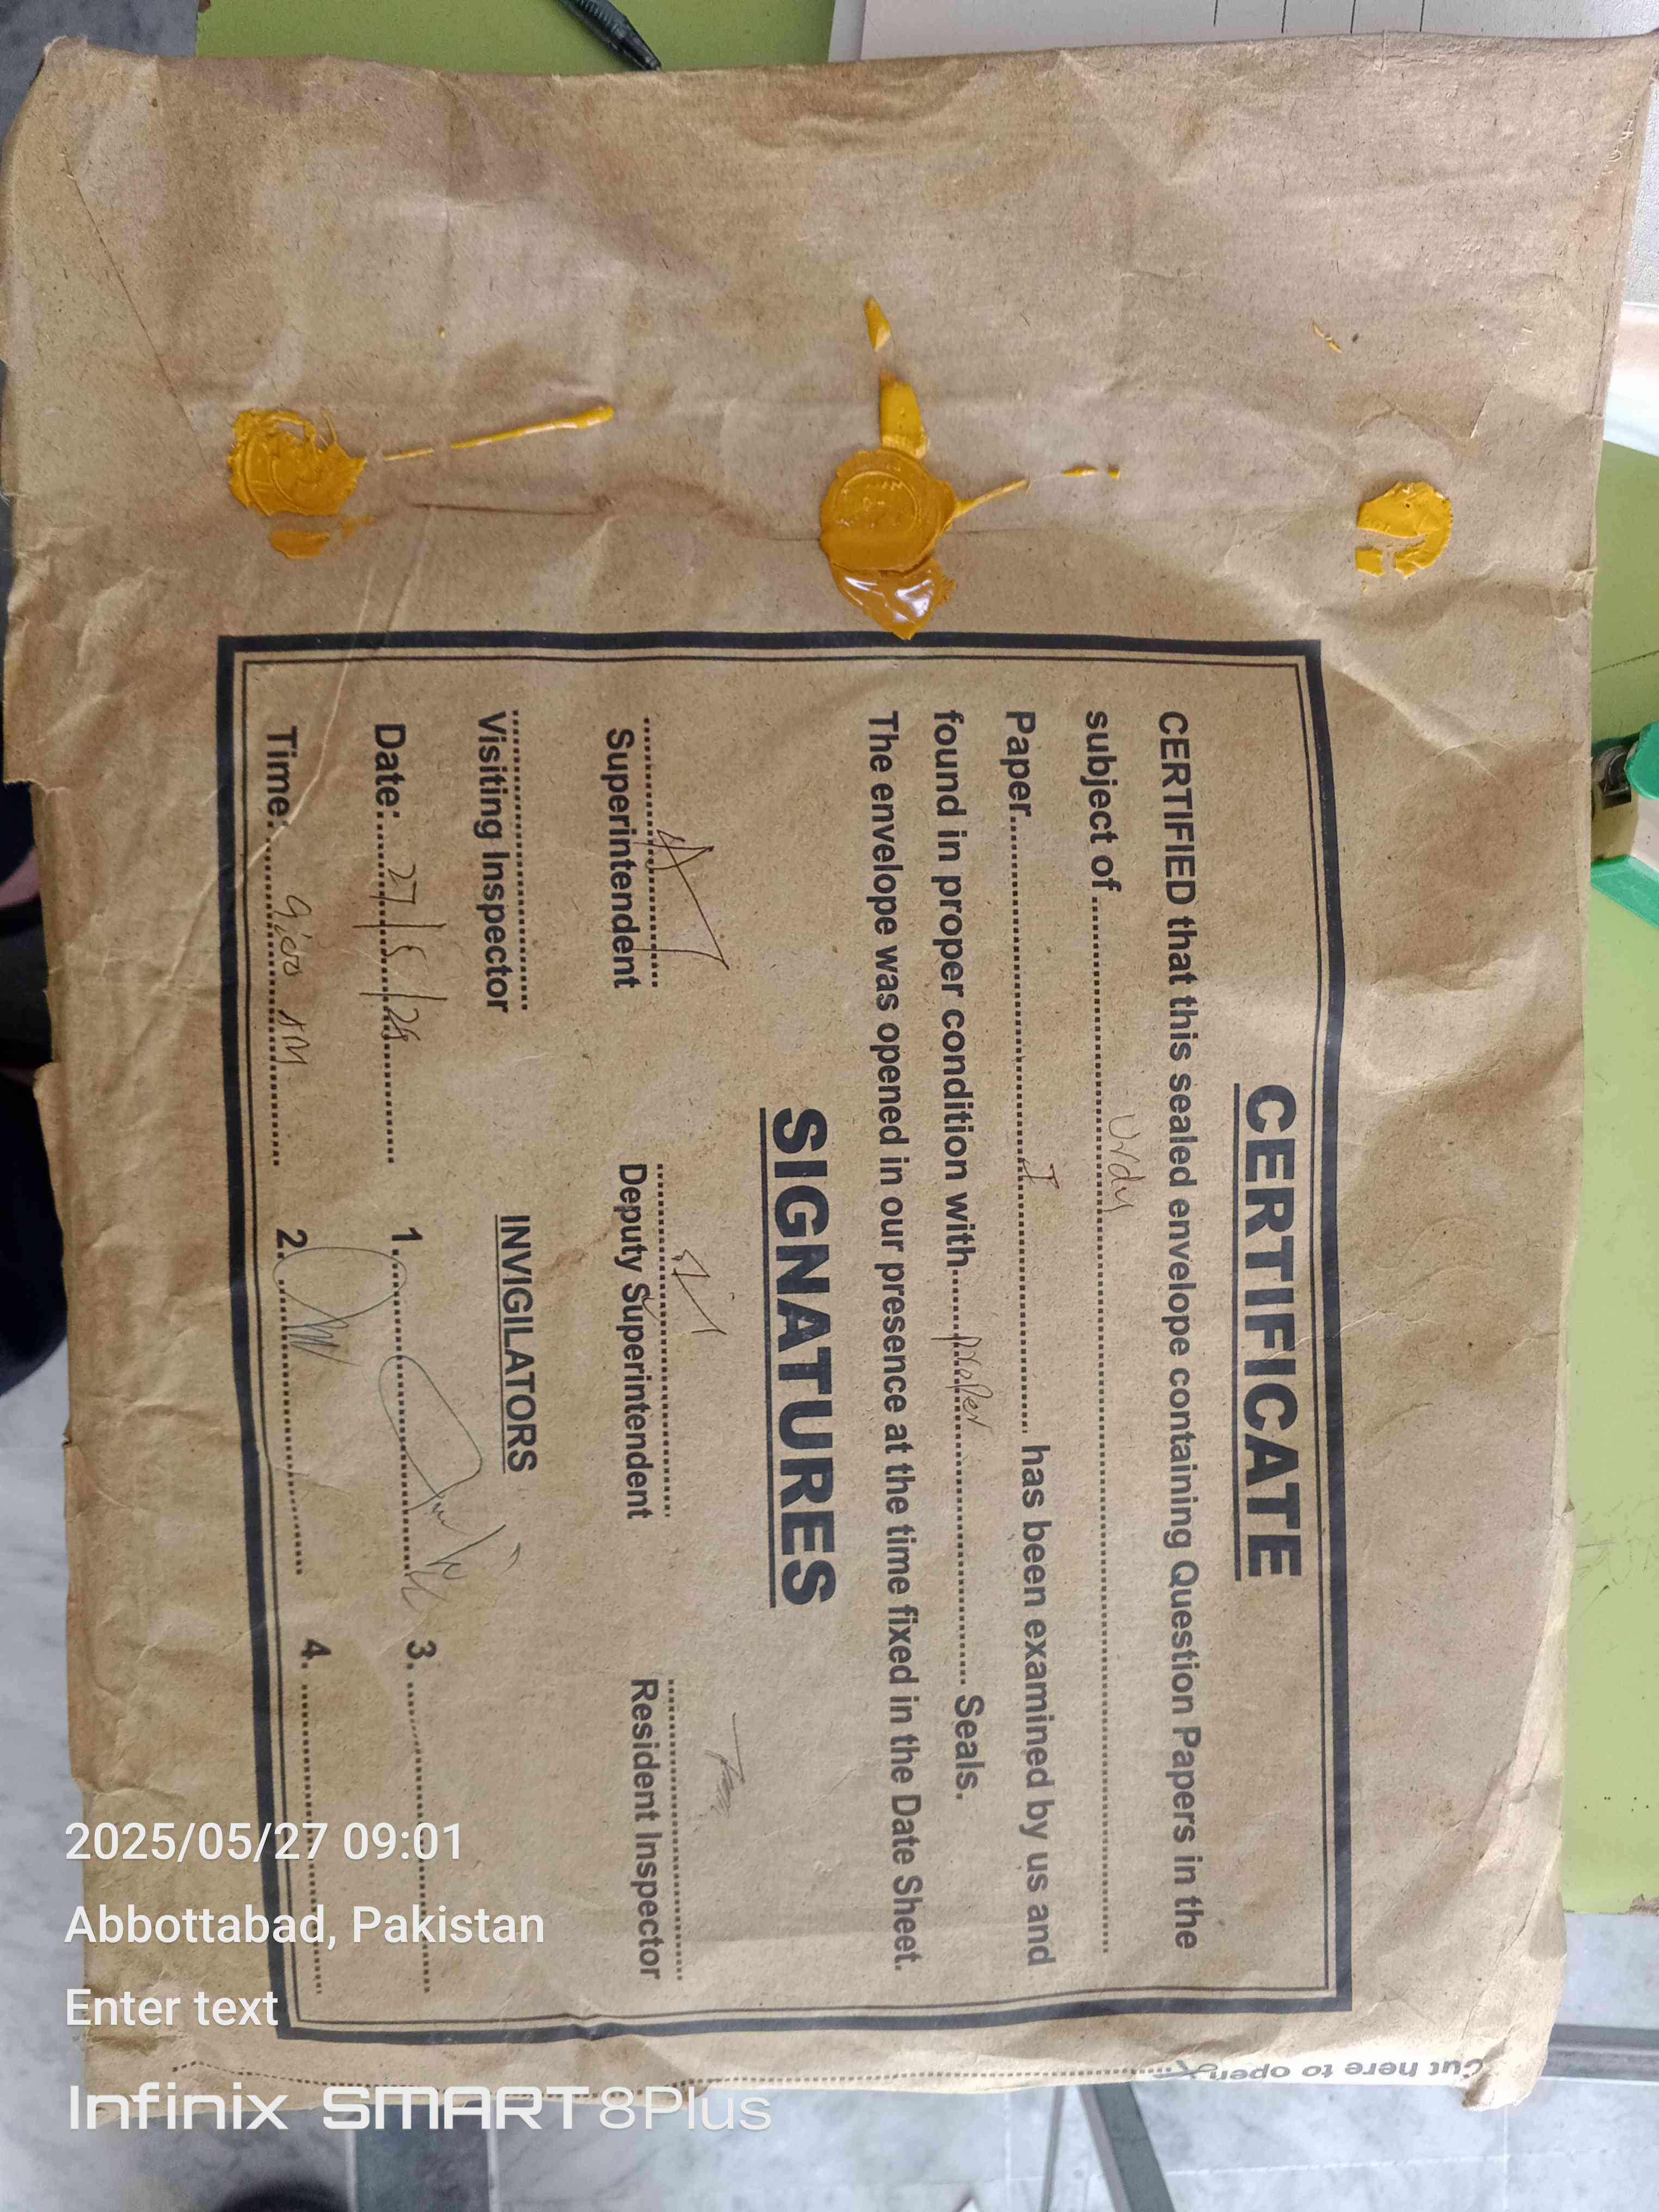 CERTIFICATE
CERTIFIED that this sealed envelope containing Question Papers in the
subject of .......... Urdu ..........
Paper .......... I .......... has been examined by us and
found in proper condition with ..... proper .......... Seals.
The envelope was opened in our presence at the time fixed in the Date Sheet.
SIGNATURES
Superintendent Deputy Superintendent Resident Inspector
Visiting Inspector INVIGILATORS
Date: 27/5/25 1. 3.
Time: 9:00 AM 2. 4.
Cut here to open
2025/05/27 09:01
Abbottabad, Pakistan
Enter text
Infinix SMART 8Plus